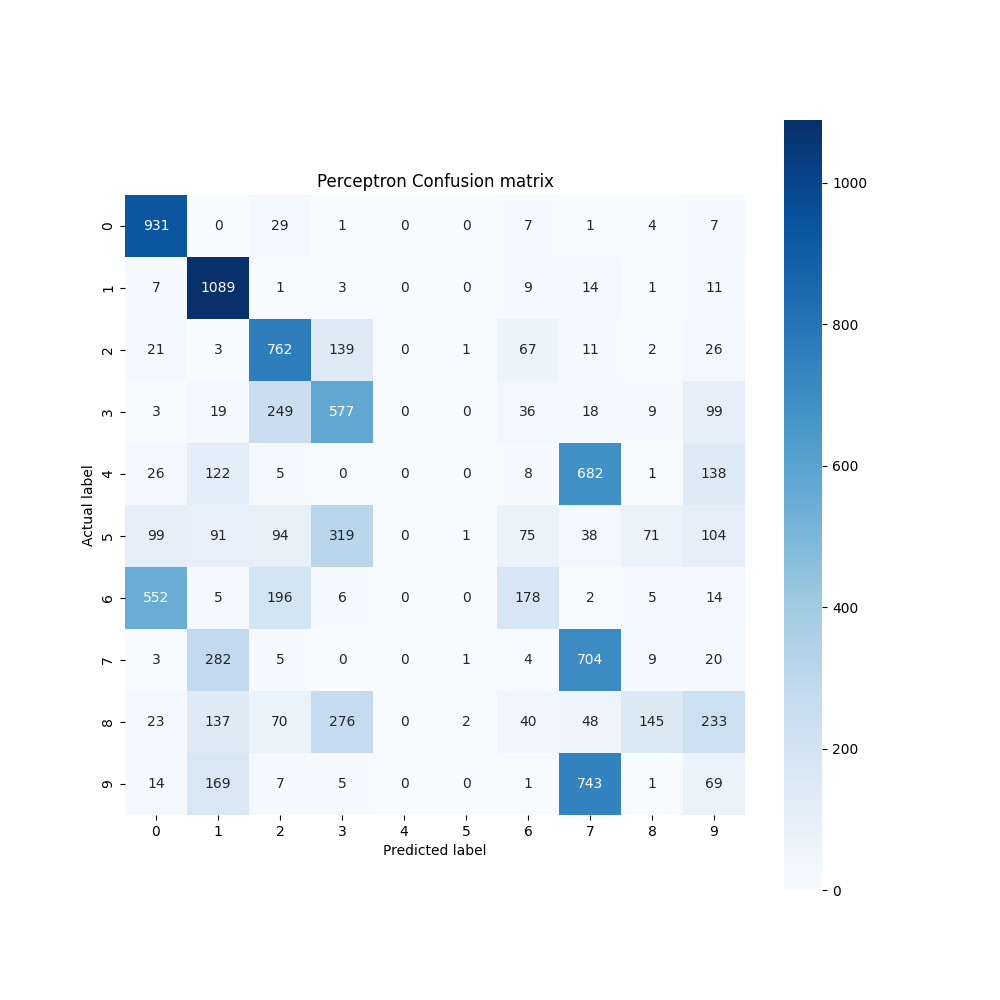 Perceptron Confusion matrix
0 931 0 29 1 0 0 7 1 4 7
1 7 1089 1 3 0 0 9 14 1 11
2 21 3 762 139 0 1 67 11 2 26
3 3 19 249 577 0 0 36 18 9 99
4 26 122 5 0 0 0 8 682 1 138
5 99 91 94 319 0 1 75 38 71 104
6 552 5 196 6 0 0 178 2 5 14
7 3 282 5 0 0 1 4 704 9 20
8 23 137 70 276 0 2 40 48 145 233
9 14 169 7 5 0 0 1 743 1 69
0 1 2 3 4 5 6 7 8 9
Predicted label
Actual label
1000
800
600
400
200
0